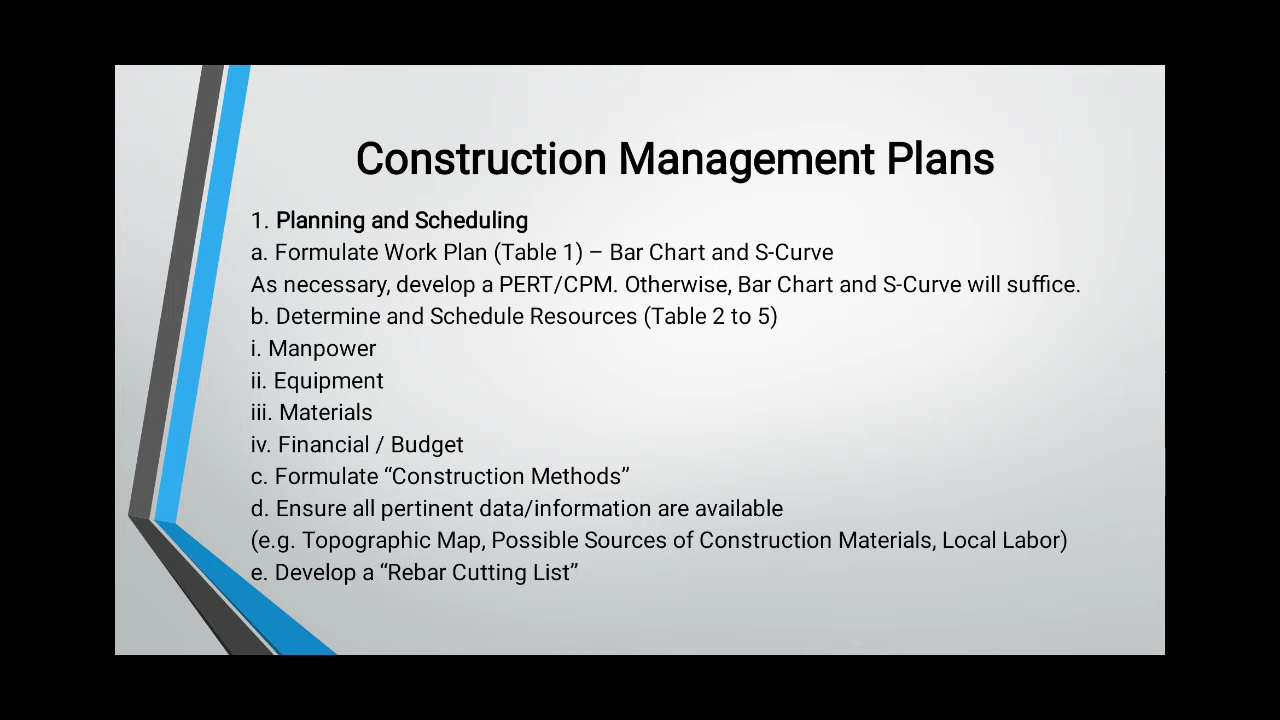 Construction Management Plans
1. Planning and Scheduling
a. Formulate Work Plan (Table 1) – Bar Chart and S-Curve
As necessary, develop a PERT/CPM. Otherwise, Bar Chart and S-Curve will suffice.
b. Determine and Schedule Resources (Table 2 to 5)
i. Manpower
ii. Equipment
iii. Materials
iv. Financial / Budget
c. Formulate “Construction Methods”
d. Ensure all pertinent data/information are available
(e.g. Topographic Map, Possible Sources of Construction Materials, Local Labor)
e. Develop a “Rebar Cutting List”